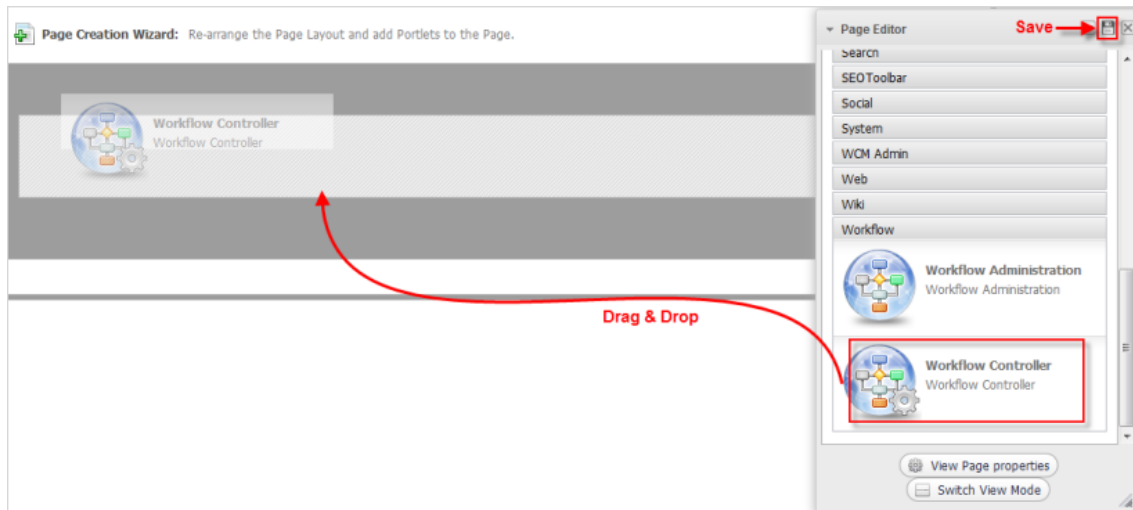 Page Creation Wizard: Re-arrange the Page Layout and add Portlets to the Page.
Workflow Controller
Workflow Controller
Drag & Drop
Page Editor
Save
Search
SEOToolbar
Social
System
WCM Admin
Web
Wiki
Workflow
Workflow Administration
Workflow Administration
Workflow Controller
Workflow Controller
View Page properties
Switch View Mode